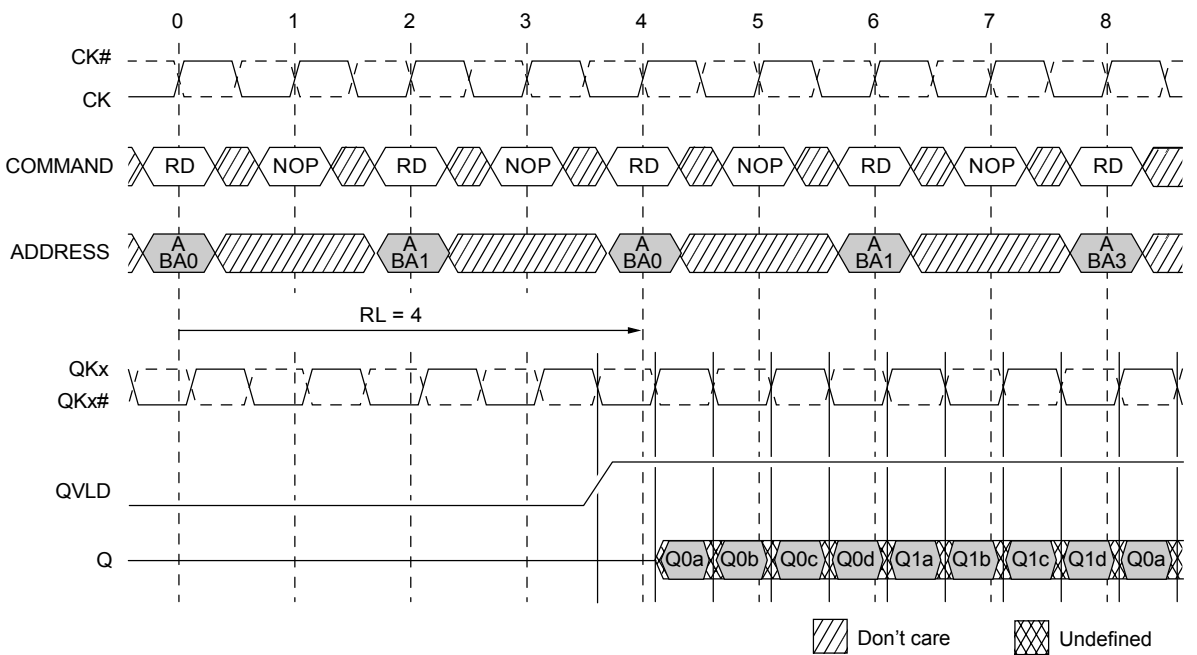 0 1 2 3 4 5 6 7 8
CK#
CK
COMMAND RD NOP RD NOP RD NOP RD NOP RD
ADDRESS A BA0 A BA1 A BA0 A BA1 A BA3
RL = 4
QKx
QKx#
QVLD
Q Q0a Q0b Q0c Q0d Q1a Q1b Q1c Q1d Q0a
Don't care Undefined